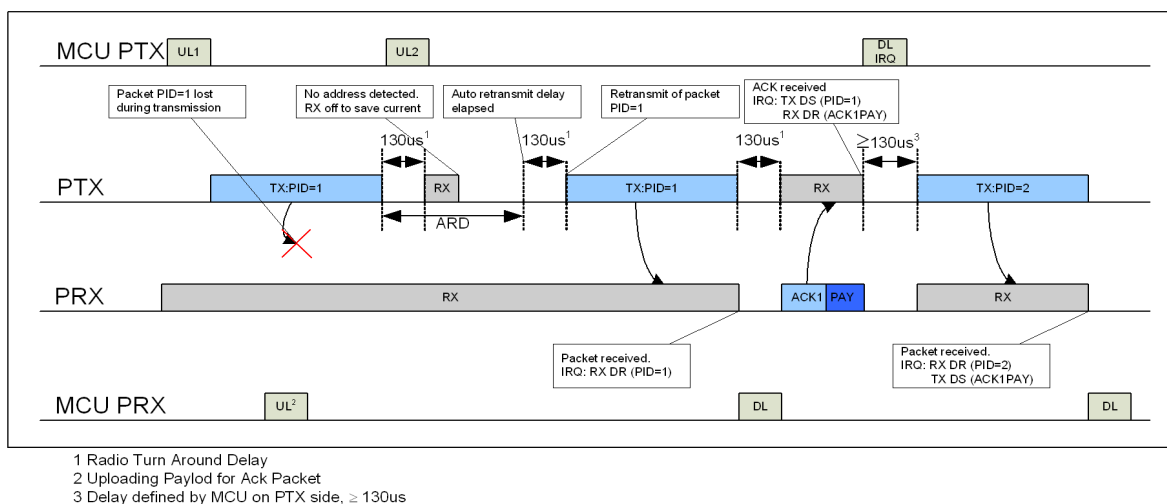 MCU PTX
UL1
UL2
DL
IRQ
Packet PID=1 lost
during transmission
No address detected.
RX off to save current
Auto retransmit delay
elapsed
Retransmit of packet
PID=1
ACK received
IRQ: TX DS (PID=1)
RX DR (ACK1PAY)
130us¹
130us¹
130us¹
≥130us³
PTX
TX:PID=1
RX
TX:PID=1
RX
TX:PID=2
ARD
PRX
RX
ACK1
PAY
RX
Packet received.
IRQ: RX DR (PID=1)
Packet received.
IRQ: RX DR (PID=2)
TX DS (ACK1PAY)
MCU PRX
UL²
DL
DL
1 Radio Turn Around Delay
2 Uploading Paylod for Ack Packet
3 Delay defined by MCU on PTX side, ≥ 130us